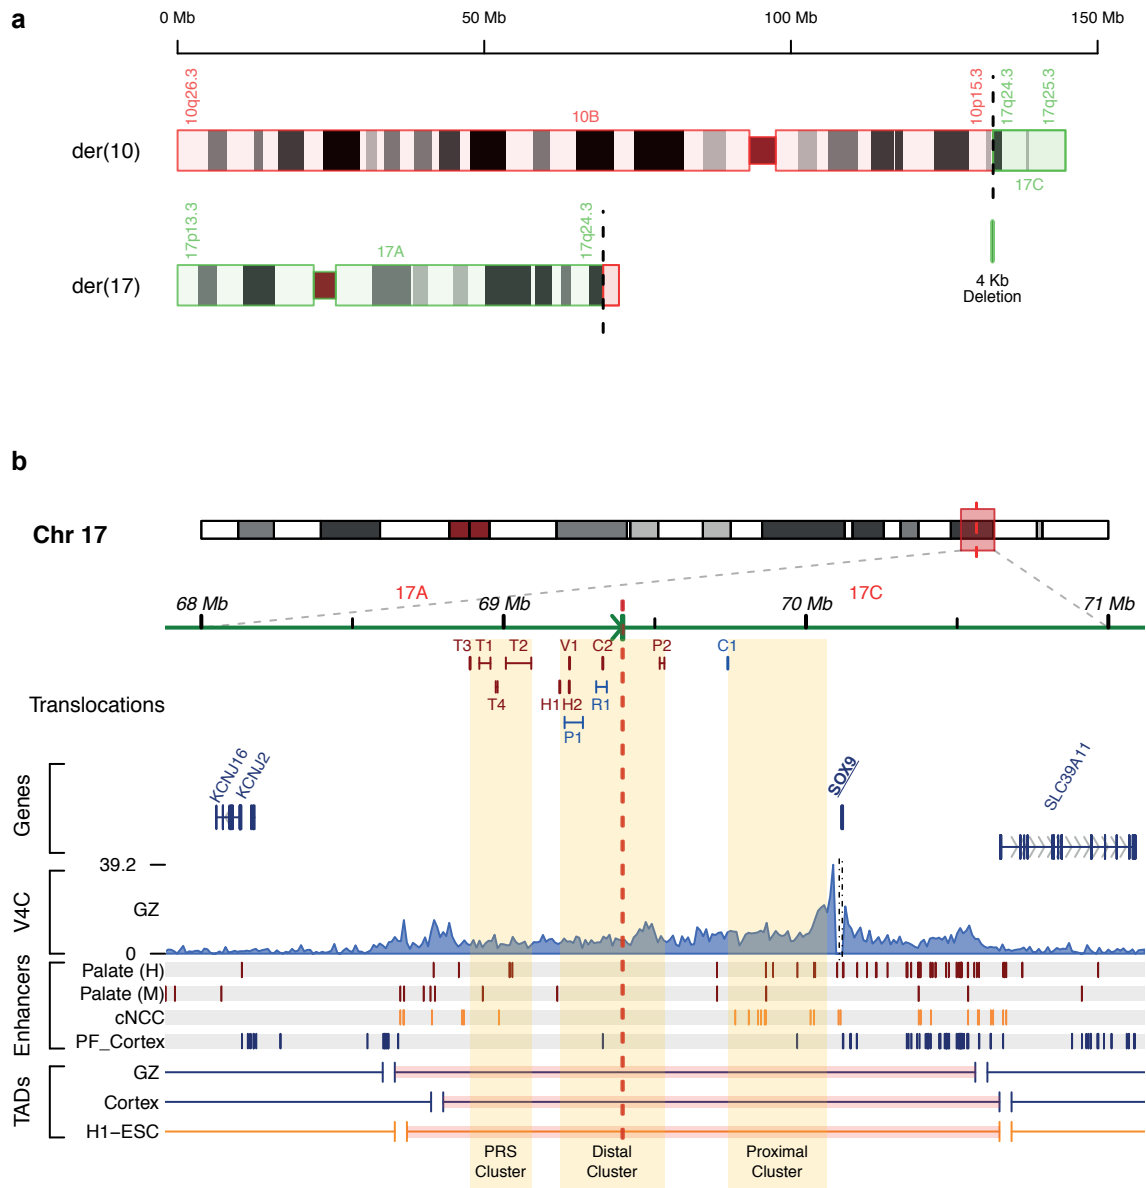 a
0 Mb 50 Mb 100 Mb 150 Mb
10q26.3 10B 10p15.3 17q24.3 17q25.3
der(10)
17C
17p13.3 17A 17q24.3
der(17)
4 Kb
Deletion
b
Chr 17
17A 17C
68 Mb 69 Mb 70 Mb 71 Mb
T3 T1 T2 V1 C2 P2 C1
Translocations
T4 H1 H2 R1
P1
Genes
KCNJ16 KCNJ2 SOX9 SLC39A11
V4C
39.2
GZ
0
Enhancers
Palate (H)
Palate (M)
cNCC
PF_Cortex
TADs
GZ
Cortex
H1−ESC
PRS Distal Proximal
Cluster Cluster Cluster